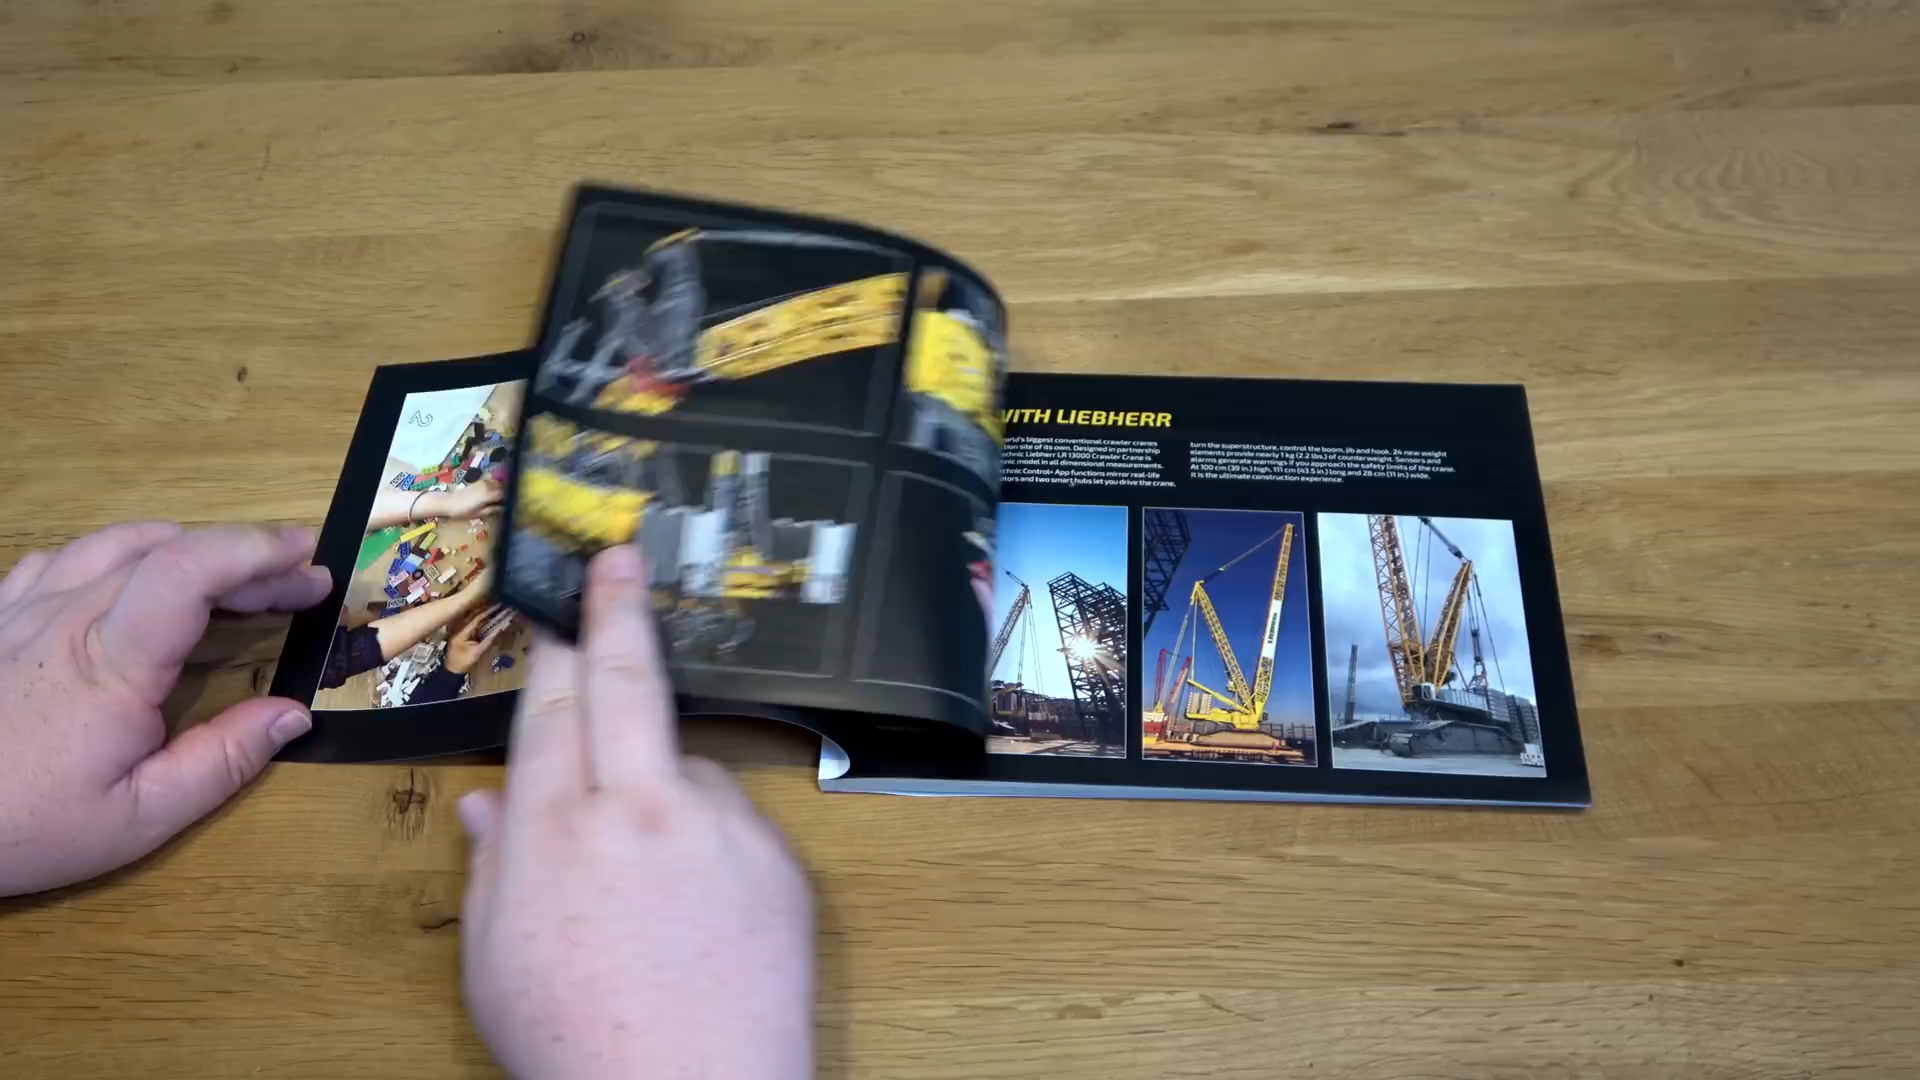 2
WITH LIEBHERR
world's biggest conventional crawler cranes
site of its own. Designed in partnership
Liebherr LR 13000 Crawler Crane is
model in all dimensional measurements.
Control+ App functions mirror real-life
and two smart hubs let you drive the crane,
turn the superstructure, control the boom, jib and hook. 24 new weight
elements provide nearly 1 kg (2.2 lbs.) of counterweight. Sensors and
alarms generate warnings if you approach the safety limits of the crane.
At 100 cm (39 in.) high, 111 cm (43.5 in.) long and 28 cm (11 in.) wide,
it is the ultimate construction experience.